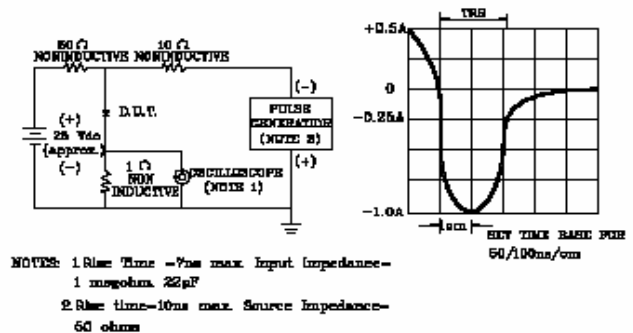 50 Ω
NONINDUCTIVE
10 Ω
NONINDUCTIVE
D.U.T.
(+)
25 Vdc
(approx.)
(-)
1 Ω
NON
INDUCTIVE
OSCILLOSCOPE
(NOTE 1)
(-)
PULSE
GENERATION
(NOTE 2)
(+)
TRR
+0.5A
0
-0.25A
-1.0A
1cm
SET TIME BASE FOR
50/100ns/cm
NOTES: 1.Rise Time -7ns max. Input Impedance-
1 megohm. 22pF
2.Rise time-10ns max. Source Impedance-
50 ohms